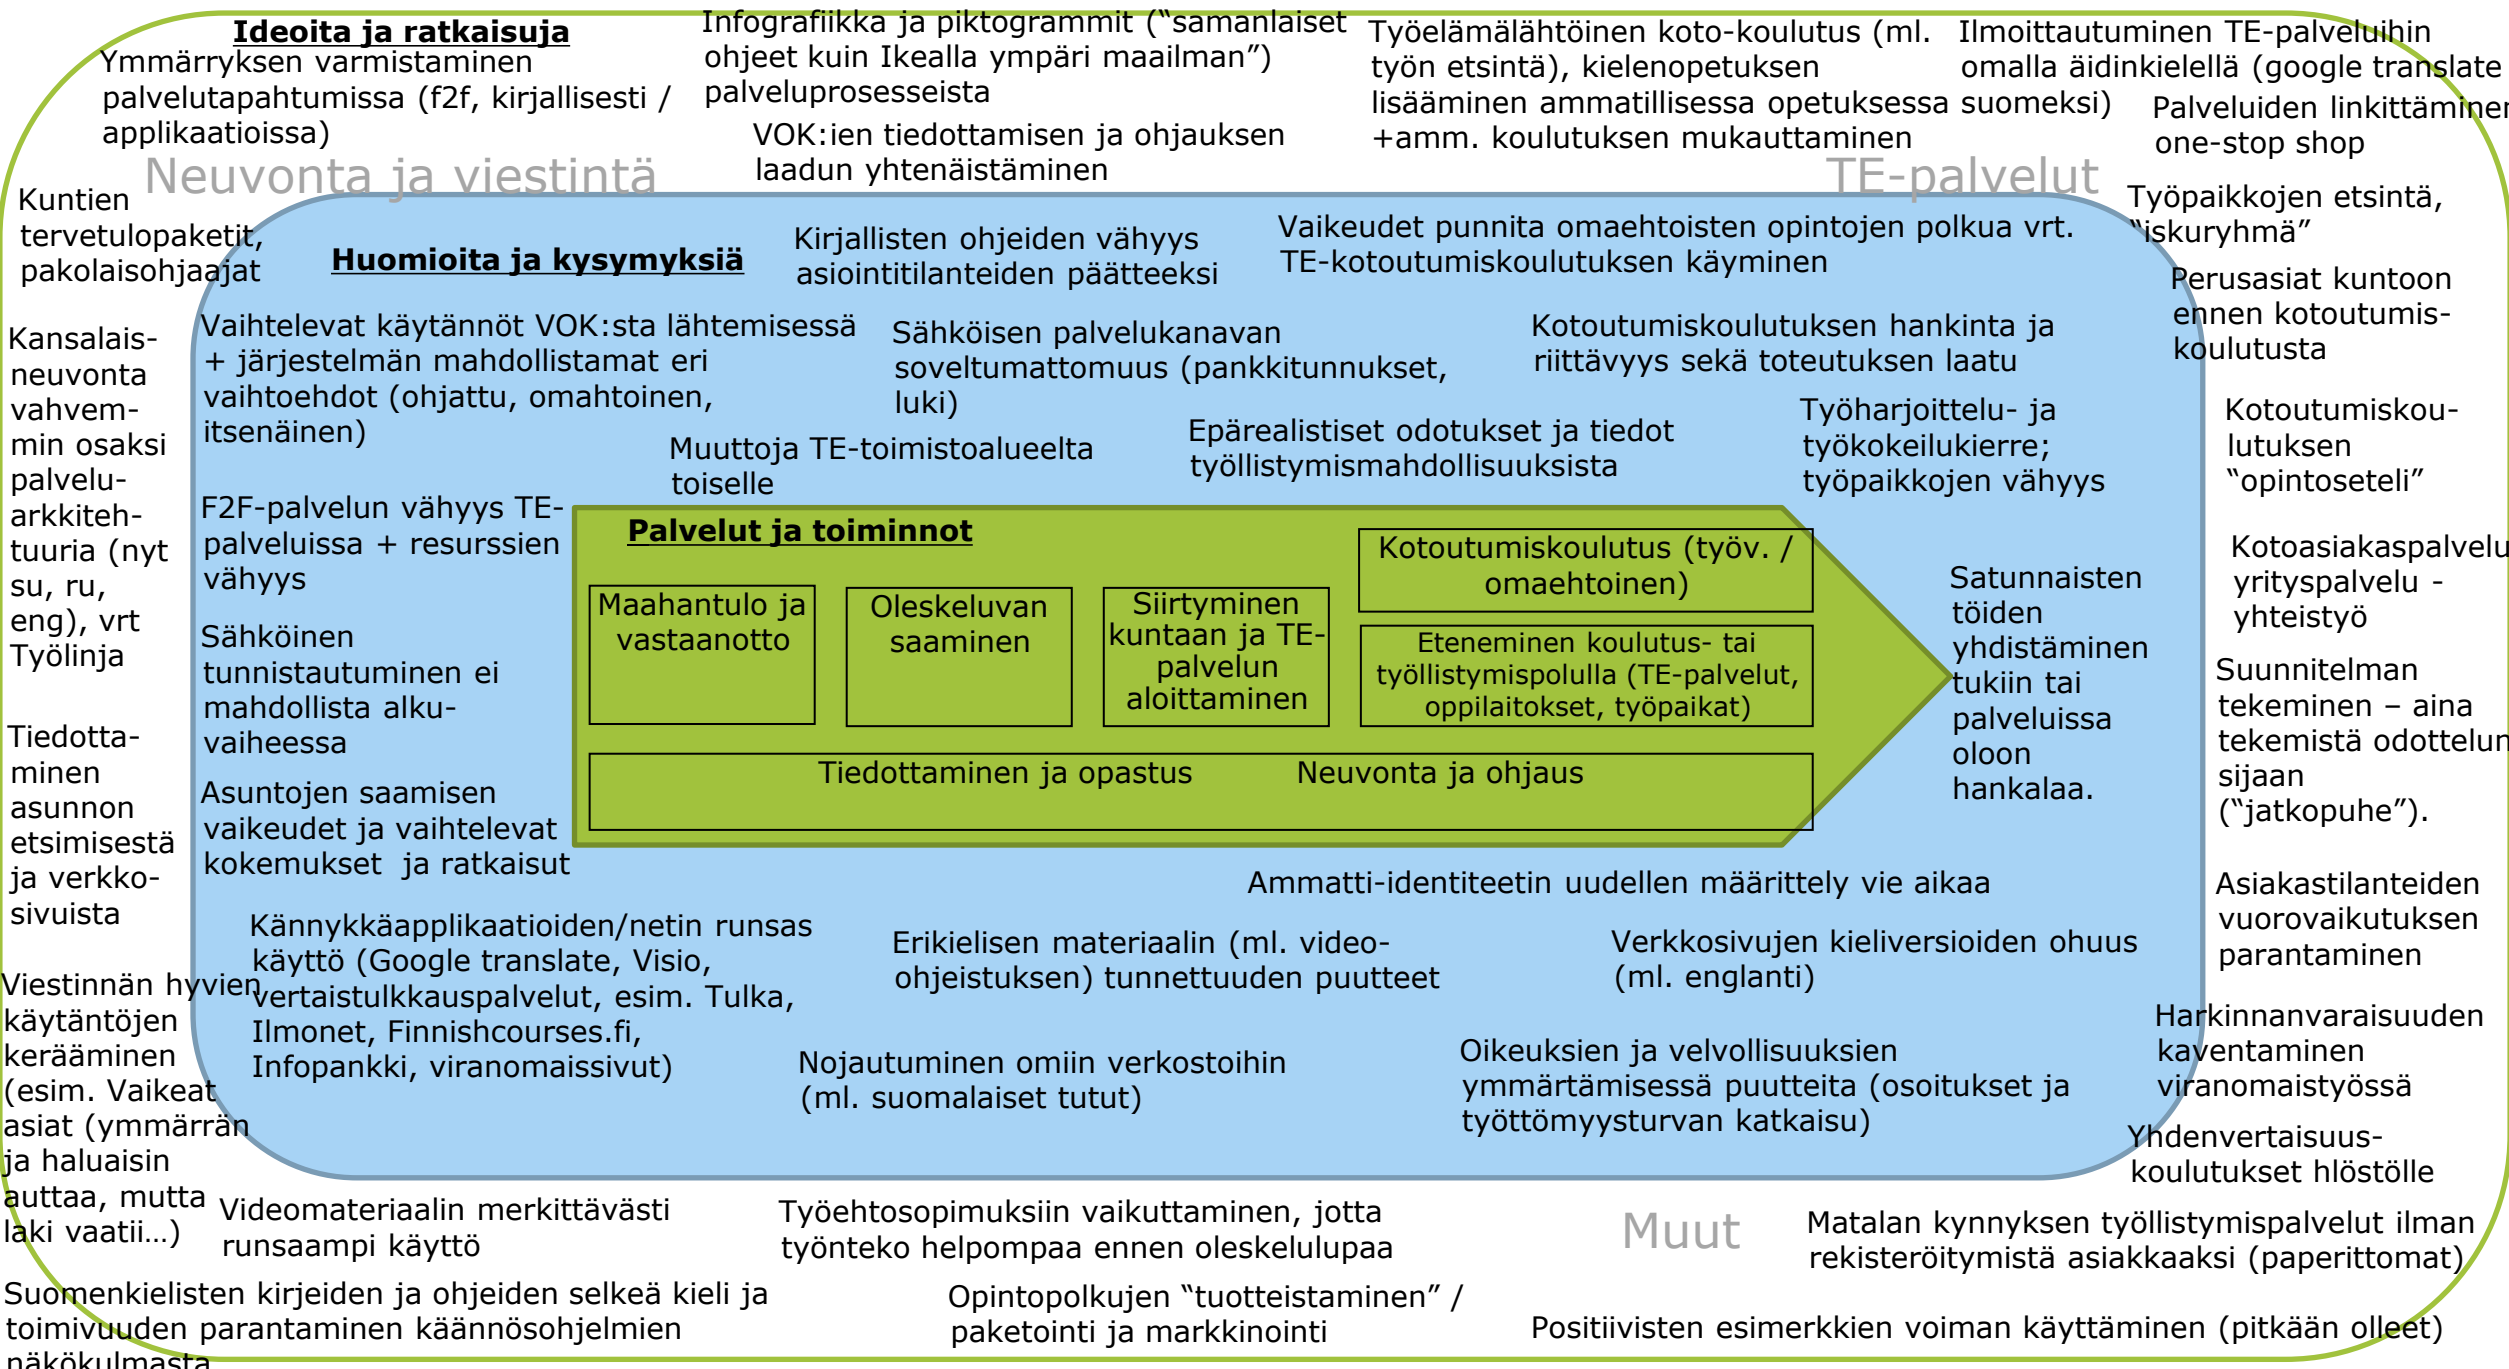 Ideoita ja ratkaisuja
Ymmärryksen varmistaminen
palvelutapahtumissa (f2f, kirjallisesti /
applikaatioissa)
Infografiikka ja piktogrammit (“samanlaiset
ohjeet kuin Ikealla ympäri maailman”)
palveluprosesseista
VOK:ien tiedottamisen ja ohjauksen
laadun yhtenäistäminen
Työelämälähtöinen koto-koulutus (ml.
työn etsintä), kielenopetuksen
lisääminen ammatillisessa opetuksessa
+amm. koulutuksen mukauttaminen
Ilmoittautuminen TE-palveluihin
omalla äidinkielellä (google translate
suomeksi)
Palveluiden linkittäminen
one-stop shop
Neuvonta ja viestintä
TE-palvelut
Kuntien
tervetulopaketit,
pakolaisohjaajat
Kansalais-
neuvonta
vahvem-
min osaksi
palvelu-
arkkiteh-
tuuria (nyt
su, ru,
eng), vrt
Työlinja
Tiedotta-
minen
asunnon
etsimisestä
ja verkko-
sivuista
Viestinnän hyvien
käytäntöjen
kerääminen
(esim. Vaikeat
asiat (ymmärrän
ja haluaisin
auttaa, mutta
laki vaatii…)
Huomioita ja kysymyksiä
Kirjallisten ohjeiden vähyys
asiointitilanteiden päätteeksi
Vaikeudet punnita omaehtoisten opintojen polkua vrt.
TE-kotoutumiskoulutuksen käyminen
Vaihtelevat käytännöt VOK:sta lähtemisessä
+ järjestelmän mahdollistamat eri
vaihtoehdot (ohjattu, omahtoinen,
itsenäinen)
Sähköisen palvelukanavan
soveltumattomuus (pankkitunnukset,
luki)
Kotoutumiskoulutuksen hankinta ja
riittävyys sekä toteutuksen laatu
Muuttoja TE-toimistoalueelta
toiselle
Epärealistiset odotukset ja tiedot
työllistymismahdollisuuksista
Työharjoittelu- ja
työkokeilukierre;
työpaikkojen vähyys
F2F-palvelun vähyys TE-
palveluissa + resurssien
vähyys
Sähköinen
tunnistautuminen ei
mahdollista alku-
vaiheessa
Asuntojen saamisen
vaikeudet ja vaihtelevat
kokemukset ja ratkaisut
Palvelut ja toiminnot
Maahantulo ja
vastaanotto
Oleskeluvan
saaminen
Siirtyminen
kuntaan ja TE-
palvelun
aloittaminen
Kotoutumiskoulutus (työv. /
omaehtoinen)
Eteneminen koulutus- tai
työllistymispolulla (TE-palvelut,
oppilaitokset, työpaikat)
Tiedottaminen ja opastus Neuvonta ja ohjaus
Satunnaisten
töiden
yhdistäminen
tukiin tai
palveluissa
oloon
hankalaa.
Ammatti-identiteetin uudellen määrittely vie aikaa
Kännykkäapplikaatioiden/netin runsas
käyttö (Google translate, Visio,
vertaistulkkauspalvelut, esim. Tulka,
Ilmonet, Finnishcourses.fi,
Infopankki, viranomaissivut)
Erikielisen materiaalin (ml. video-
ohjeistuksen) tunnettuuden puutteet
Verkkosivujen kieliversioiden ohuus
(ml. englanti)
Nojautuminen omiin verkostoihin
(ml. suomalaiset tutut)
Oikeuksien ja velvollisuuksien
ymmärtämisessä puutteita (osoitukset ja
työttömyysturvan katkaisu)
Työpaikkojen etsintä,
“iskuryhmä”
Perusasiat kuntoon
ennen kotoutumis-
koulutusta
Kotoutumiskou-
lutuksen
“opintoseteli”
Kotoasiakaspalvelu
yrityspalvelu -
yhteistyö
Suunnitelman
tekeminen – aina
tekemistä odottelun
sijaan
(“jatkopuhe”).
Asiakastilanteiden
vuorovaikutuksen
parantaminen
Harkinnanvaraisuuden
kaventaminen
viranomaistyössä
Yhdenvertaisuus-
koulutukset hlöstölle
Videomateriaalin merkittävästi
runsaampi käyttö
Työehtosopimuksiin vaikuttaminen, jotta
työnteko helpompaa ennen oleskelulupaa
Muut
Matalan kynnyksen työllistymispalvelut ilman
rekisteröitymistä asiakkaaksi (paperittomat)
Suomenkielisten kirjeiden ja ohjeiden selkeä kieli ja
toimivuuden parantaminen käännösohjelmien
näkökulmasta
Opintopolkujen “tuotteistaminen” /
paketointi ja markkinointi
Positiivisten esimerkkien voiman käyttäminen (pitkään olleet)